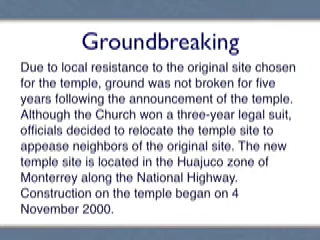 Groundbreaking
Due to local resistance to the original site chosen
for the temple, ground was not broken for five
years following the announcement of the temple.
Although the Church won a three-year legal suit,
officials decided to relocate the temple site to
appease neighbors of the original site. The new
temple site is located in the Huajuco zone of
Monterrey along the National Highway.
Construction on the temple began on 4
November 2000.